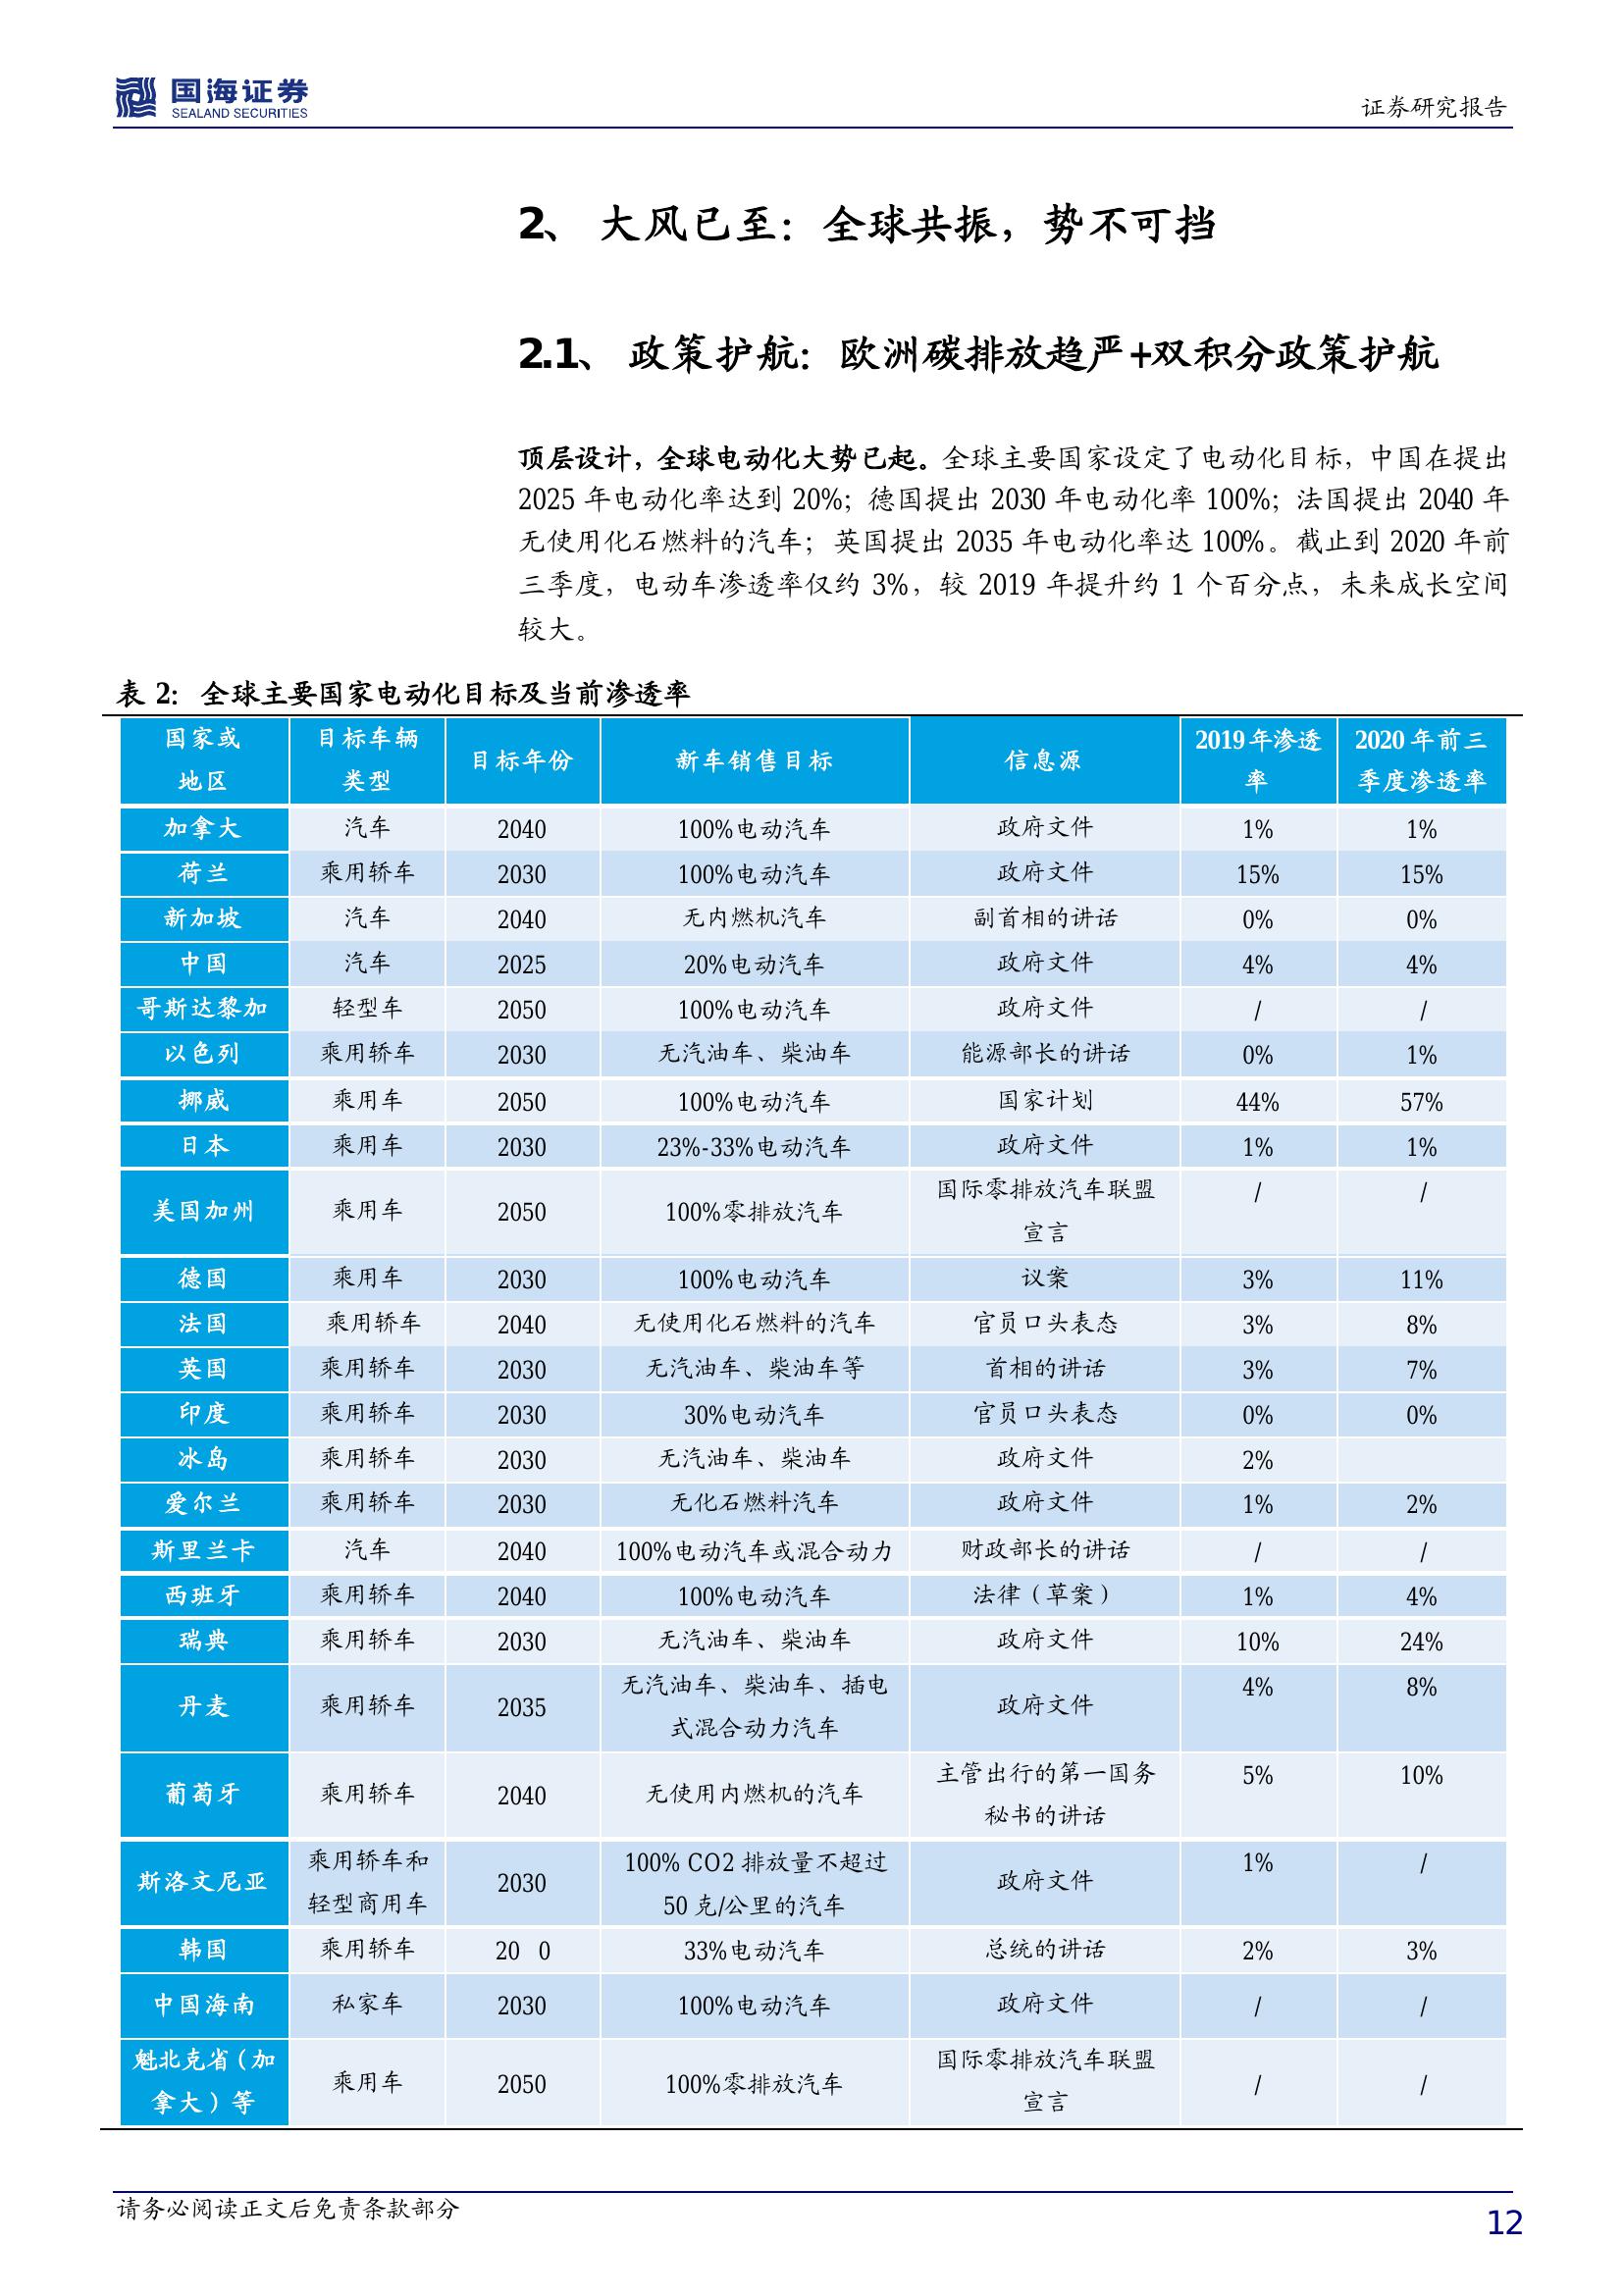 国海证券
SEALAND SECURITIES
证券研究报告
2、 大风已至：全球共振，势不可挡
2.1、 政策护航：欧洲碳排放趋严+双积分政策护航
顶层设计，全球电动化大势已起。全球主要国家设定了电动化目标，中国在提出
2025 年电动化率达到 20%；德国提出 2030 年电动化率 100%；法国提出 2040 年
无使用化石燃料的汽车；英国提出 2035 年电动化率达 100%。截止到 2020 年前
三季度，电动车渗透率仅约 3%，较 2019 年提升约 1 个百分点，未来成长空间
较大。
表 2：全球主要国家电动化目标及当前渗透率
国家或
地区
目标车辆
类型
目标年份
新车销售目标
信息源
2019年渗透
率
2020 年前三
季度渗透率
加拿大 汽车 2040 100%电动汽车 政府文件 1% 1%
荷兰 乘用轿车 2030 100%电动汽车 政府文件 15% 15%
新加坡 汽车 2040 无内燃机汽车 副首相的讲话 0% 0%
中国 汽车 2025 20%电动汽车 政府文件 4% 4%
哥斯达黎加 轻型车 2050 100%电动汽车 政府文件 / /
以色列 乘用轿车 2030 无汽油车、柴油车 能源部长的讲话 0% 1%
挪威 乘用车 2050 100%电动汽车 国家计划 44% 57%
日本 乘用车 2030 23%-33%电动汽车 政府文件 1% 1%
美国加州 乘用车 2050 100%零排放汽车 国际零排放汽车联盟
宣言 / /
德国 乘用车 2030 100%电动汽车 议案 3% 11%
法国 乘用轿车 2040 无使用化石燃料的汽车 官员口头表态 3% 8%
英国 乘用轿车 2030 无汽油车、柴油车等 首相的讲话 3% 7%
印度 乘用轿车 2030 30%电动汽车 官员口头表态 0% 0%
冰岛 乘用轿车 2030 无汽油车、柴油车 政府文件 2%
爱尔兰 乘用轿车 2030 无化石燃料汽车 政府文件 1% 2%
斯里兰卡 汽车 2040 100%电动汽车或混合动力 财政部长的讲话 / /
西班牙 乘用轿车 2040 100%电动汽车 法律（草案） 1% 4%
瑞典 乘用轿车 2030 无汽油车、柴油车 政府文件 10% 24%
丹麦 乘用轿车 2035 无汽油车、柴油车、插电
式混合动力汽车 政府文件 4% 8%
葡萄牙 乘用轿车 2040 无使用内燃机的汽车 主管出行的第一国务
秘书的讲话 5% 10%
斯洛文尼亚 乘用轿车和
轻型商用车 2030 100% CO2 排放量不超过
50 克/公里的汽车 政府文件 1% /
韩国 乘用轿车 20 0 33%电动汽车 总统的讲话 2% 3%
中国海南 私家车 2030 100%电动汽车 政府文件 / /
魁北克省（加
拿大）等 乘用车 2050 100%零排放汽车 国际零排放汽车联盟
宣言 / /
请务必阅读正文后免责条款部分
12